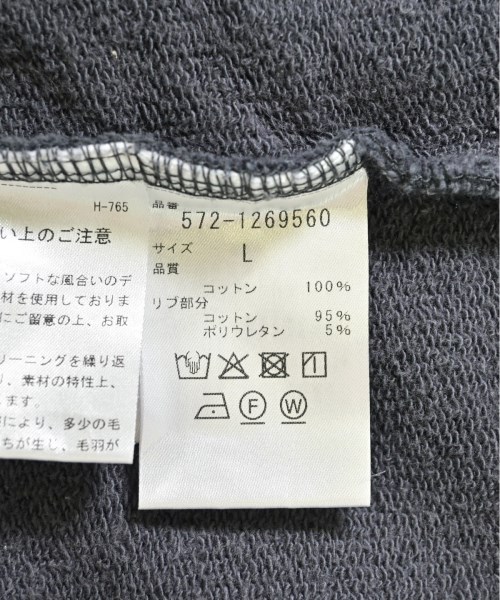 H-765
い上のご注意
ソフトな風合いのデ
材を使用しておりま
にご留意の上、お取
リーニングを繰り返
り、素材の特性上、
ます。
により、多少の毛
ちが生じ、毛羽が
品番
572-1269560
サイズ L
品質
コットン 100%
リブ部分
コットン 95%
ポリウレタン 5%
F W